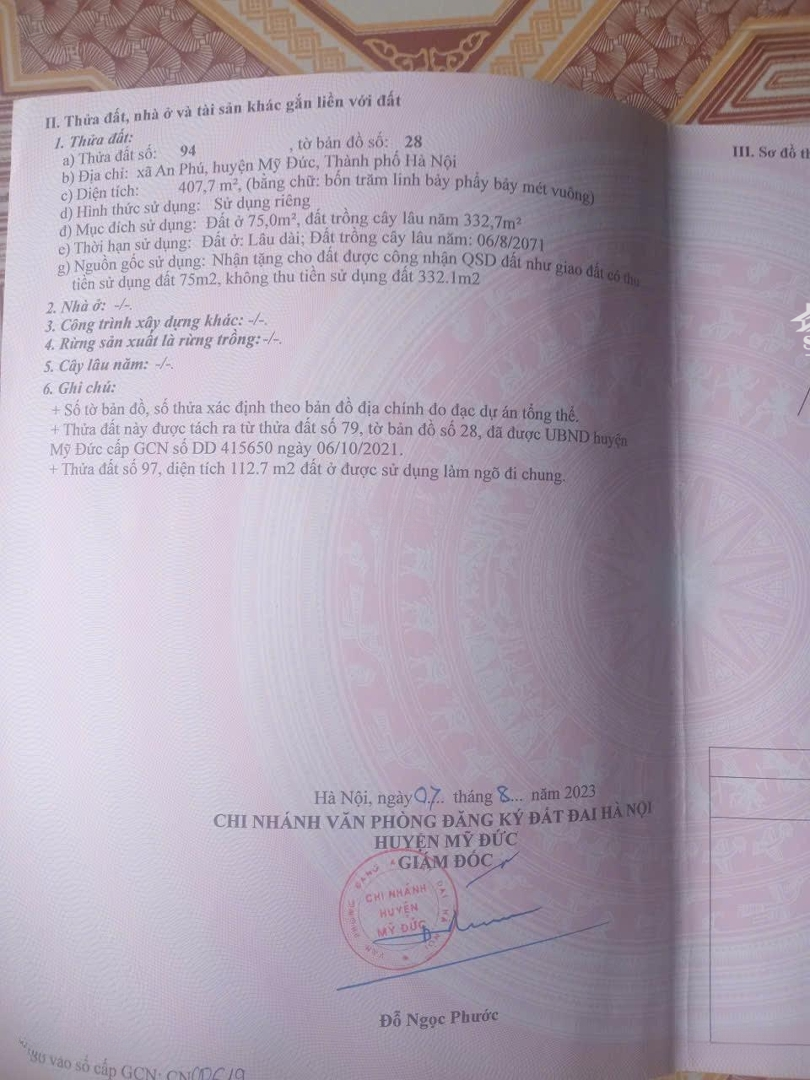 II. Thửa đất, nhà ở và tài sản khác gắn liền với đất
1. Thửa đất:
a) Thửa đất số: 94 , tờ bản đồ số: 28
b) Địa chỉ: xã An Phú, huyện Mỹ Đức, Thành phố Hà Nội
c) Diện tích: 407,7 m², (bằng chữ: bốn trăm linh bảy phẩy bảy mét vuông)
d) Hình thức sử dụng: Sử dụng riêng
đ) Mục đích sử dụng: Đất ở 75,0m², đất trồng cây lâu năm 332,7m²
e) Thời hạn sử dụng: Đất ở: Lâu dài; Đất trồng cây lâu năm: 06/8/2071
g) Nguồn gốc sử dụng: Nhận tặng cho đất được công nhận QSD đất như giao đất có thu
tiền sử dụng đất 75m2, không thu tiền sử dụng đất 332.1m2
2. Nhà ở: -/-.
3. Công trình xây dựng khác: -/-.
4. Rừng sản xuất là rừng trồng: -/-.
5. Cây lâu năm: -/-.
6. Ghi chú:
+ Số tờ bản đồ, số thửa xác định theo bản đồ địa chính đo đạc dự án tổng thể.
+ Thửa đất này được tách ra từ thửa đất số 79, tờ bản đồ số 28, đã được UBND huyện
Mỹ Đức cấp GCN số DD 415650 ngày 06/10/2021.
+ Thửa đất số 97, diện tích 112.7 m2 đất ở được sử dụng làm ngõ đi chung.
III. Sơ đồ
Hà Nội, ngày 07 tháng 8 năm 2023
CHI NHÁNH VĂN PHÒNG ĐĂNG KÝ ĐẤT ĐAI HÀ NỘI
HUYỆN MỸ ĐỨC
GIÁM ĐỐC
CHI NHÁNH
HUYỆN
MỸ ĐỨC
Đỗ Ngọc Phước
vào sổ cấp GCN: